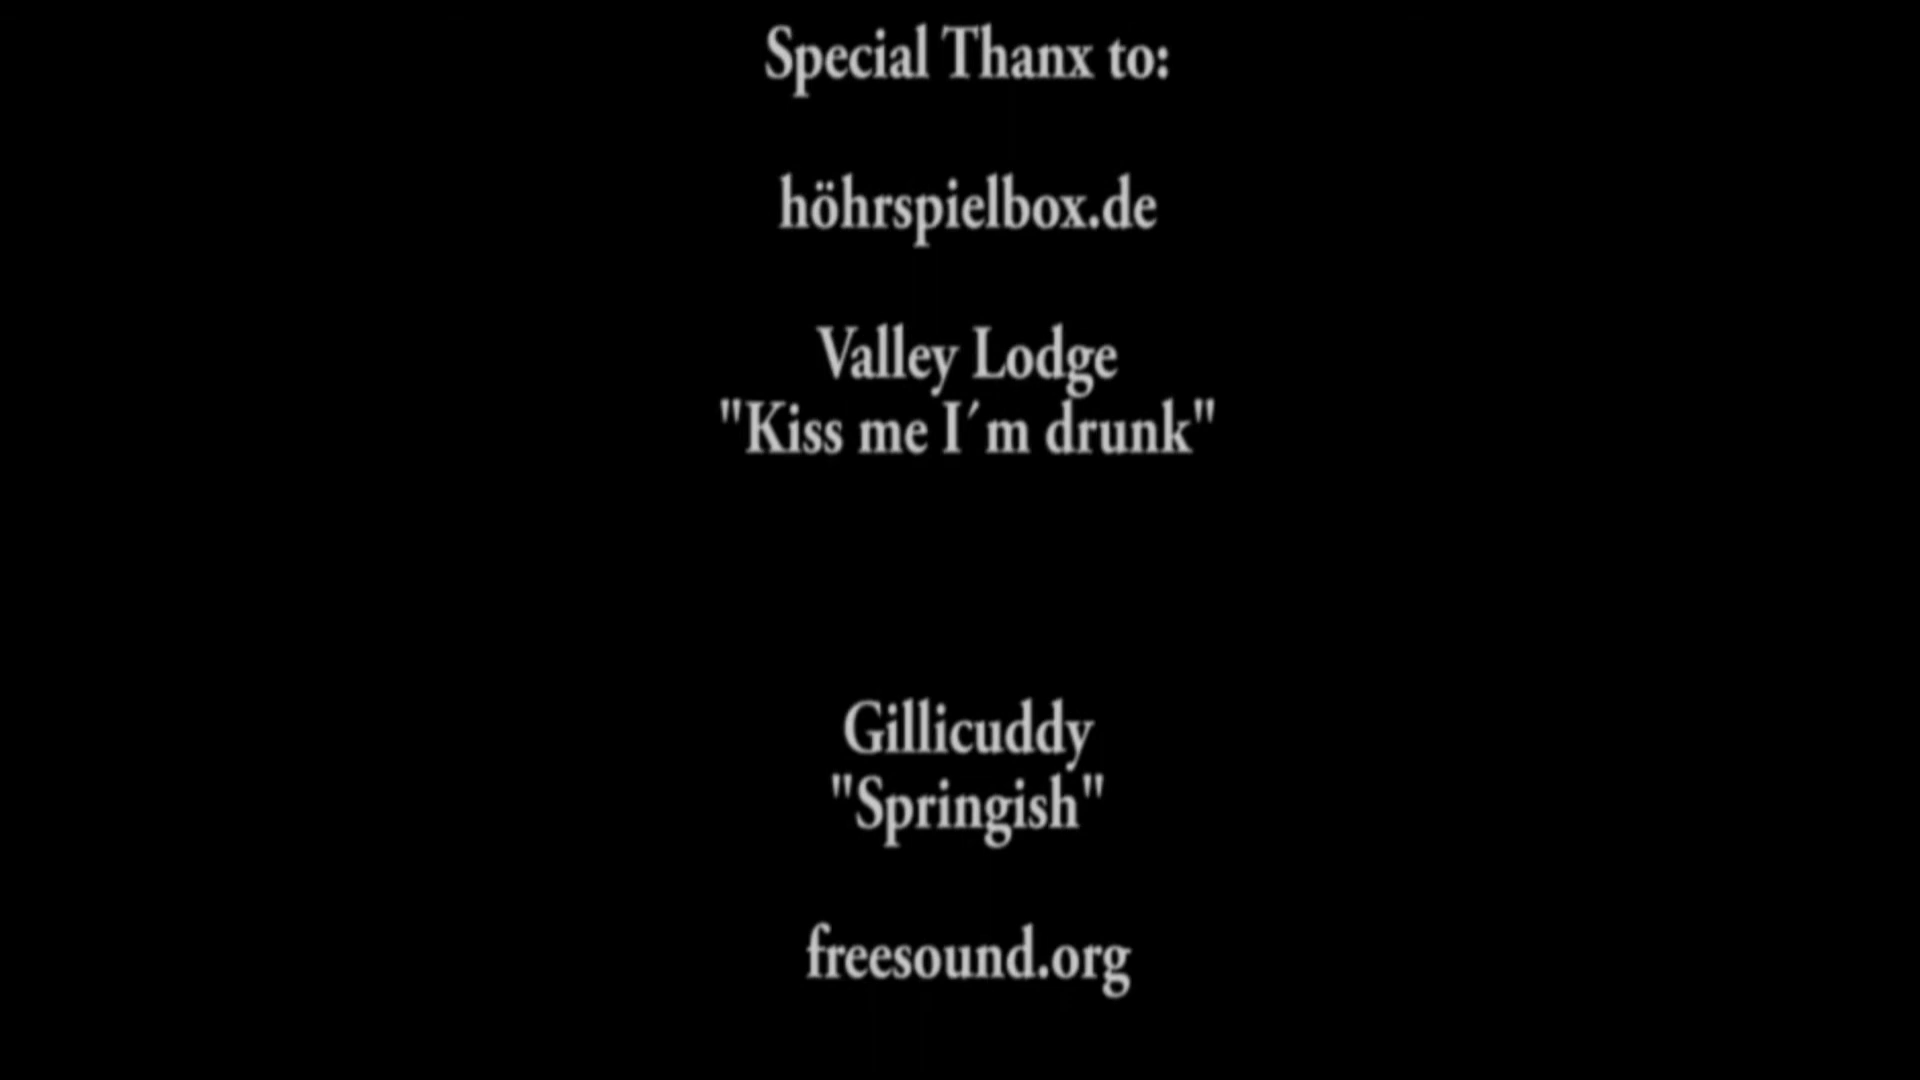 Special Thanx to:
höhrspielbox.de
Valley Lodge
"Kiss me I´m drunk"
Gillicuddy
"Springish"
freesound.org